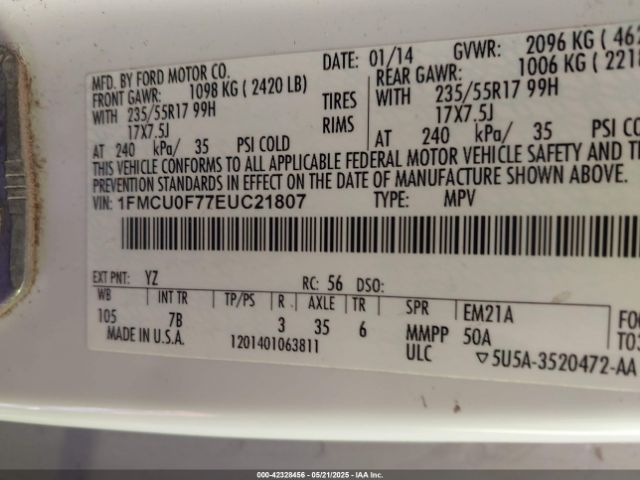 MFD. BY FORD MOTOR CO. DATE: 01/14 GVWR: 2096 KG
FRONT GAWR: 1098 KG (2420 LB) REAR GAWR: 1006 KG
WITH 235/55R17 99H TIRES WITH 235/55R17 99H
17X7.5J RIMS 17X7.5J
AT 240 kPa/ 35 PSI COLD AT 240 kPa/ 35 PSI
THIS VEHICLE CONFORMS TO ALL APPLICABLE FEDERAL MOTOR VEHICLE SAFETY AND
PREVENTION STANDARDS IN EFFECT ON THE DATE OF MANUFACTURE SHOWN ABOVE.
VIN: 1FMCU0F77EUC21807 TYPE: MPV
EXT PNT: YZ RC: 56 DSO:
WB INT TR TP/PS R AXLE TR SPR EM21A
105 7B 3 35 6 MMPP 50A
MADE IN U.S.A. 1201401063811 ULC ▽5U5A-3520472-AA
000-42328456 - 05/21/2025 - IAA Inc.